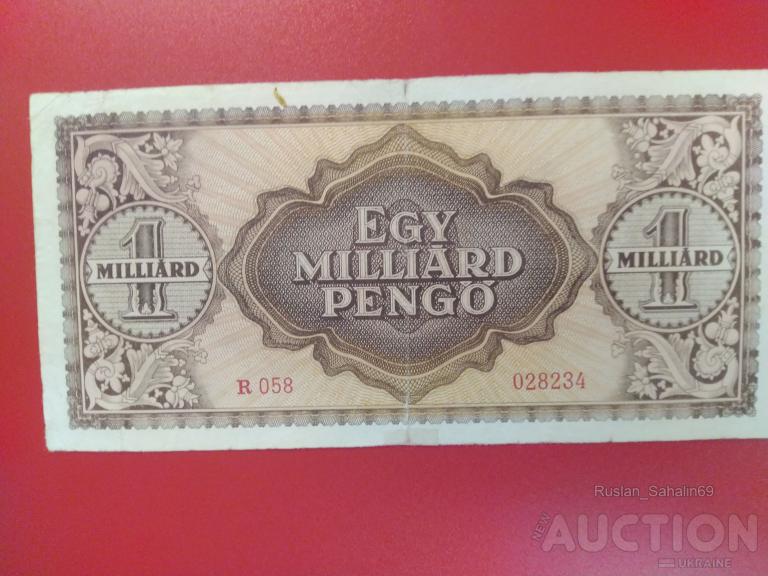 EGY
MILLIÁRD
PENGŐ
1
MILLIÁRD
1
MILLIÁRD
R 058
028234
Ruslan_Sahalin69
NEW
AUCTION
UKRAINE